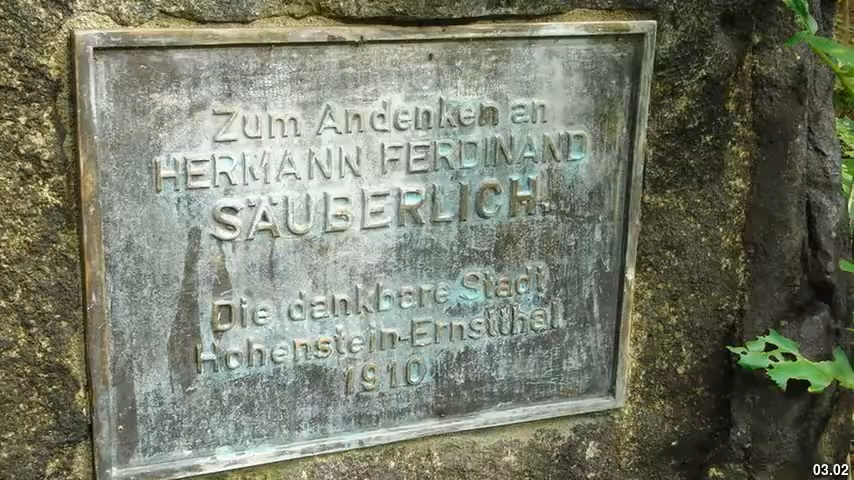 Zum Andenken an
HERMANN FERDINAND
SÄUBERLICH
Die dankbare Stadt
Hohenstein-Ernstthal
1910
03.02